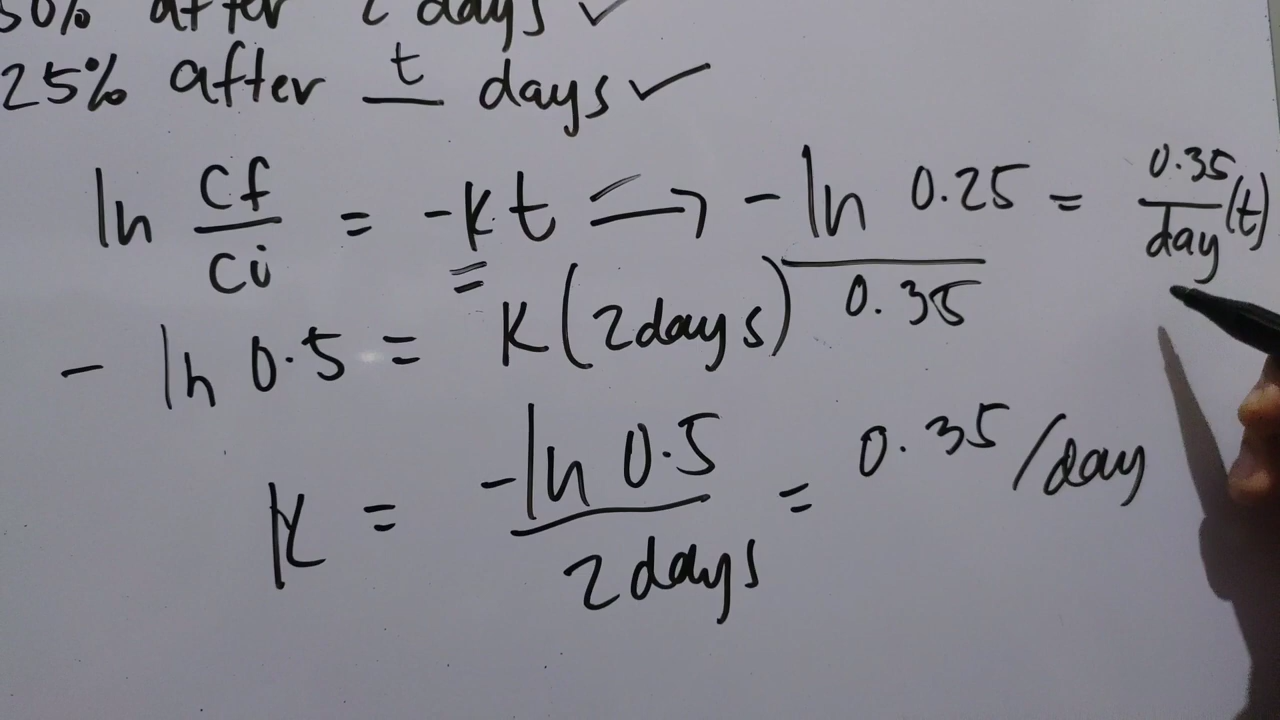 50% after 2 days ✓
25% after t days ✓
ln cf/ci = -kt ⟹ -ln 0.25/0.35 = 0.35/day (t)
- ln 0.5 = K(2days)
K = -ln 0.5/2days = 0.35/day